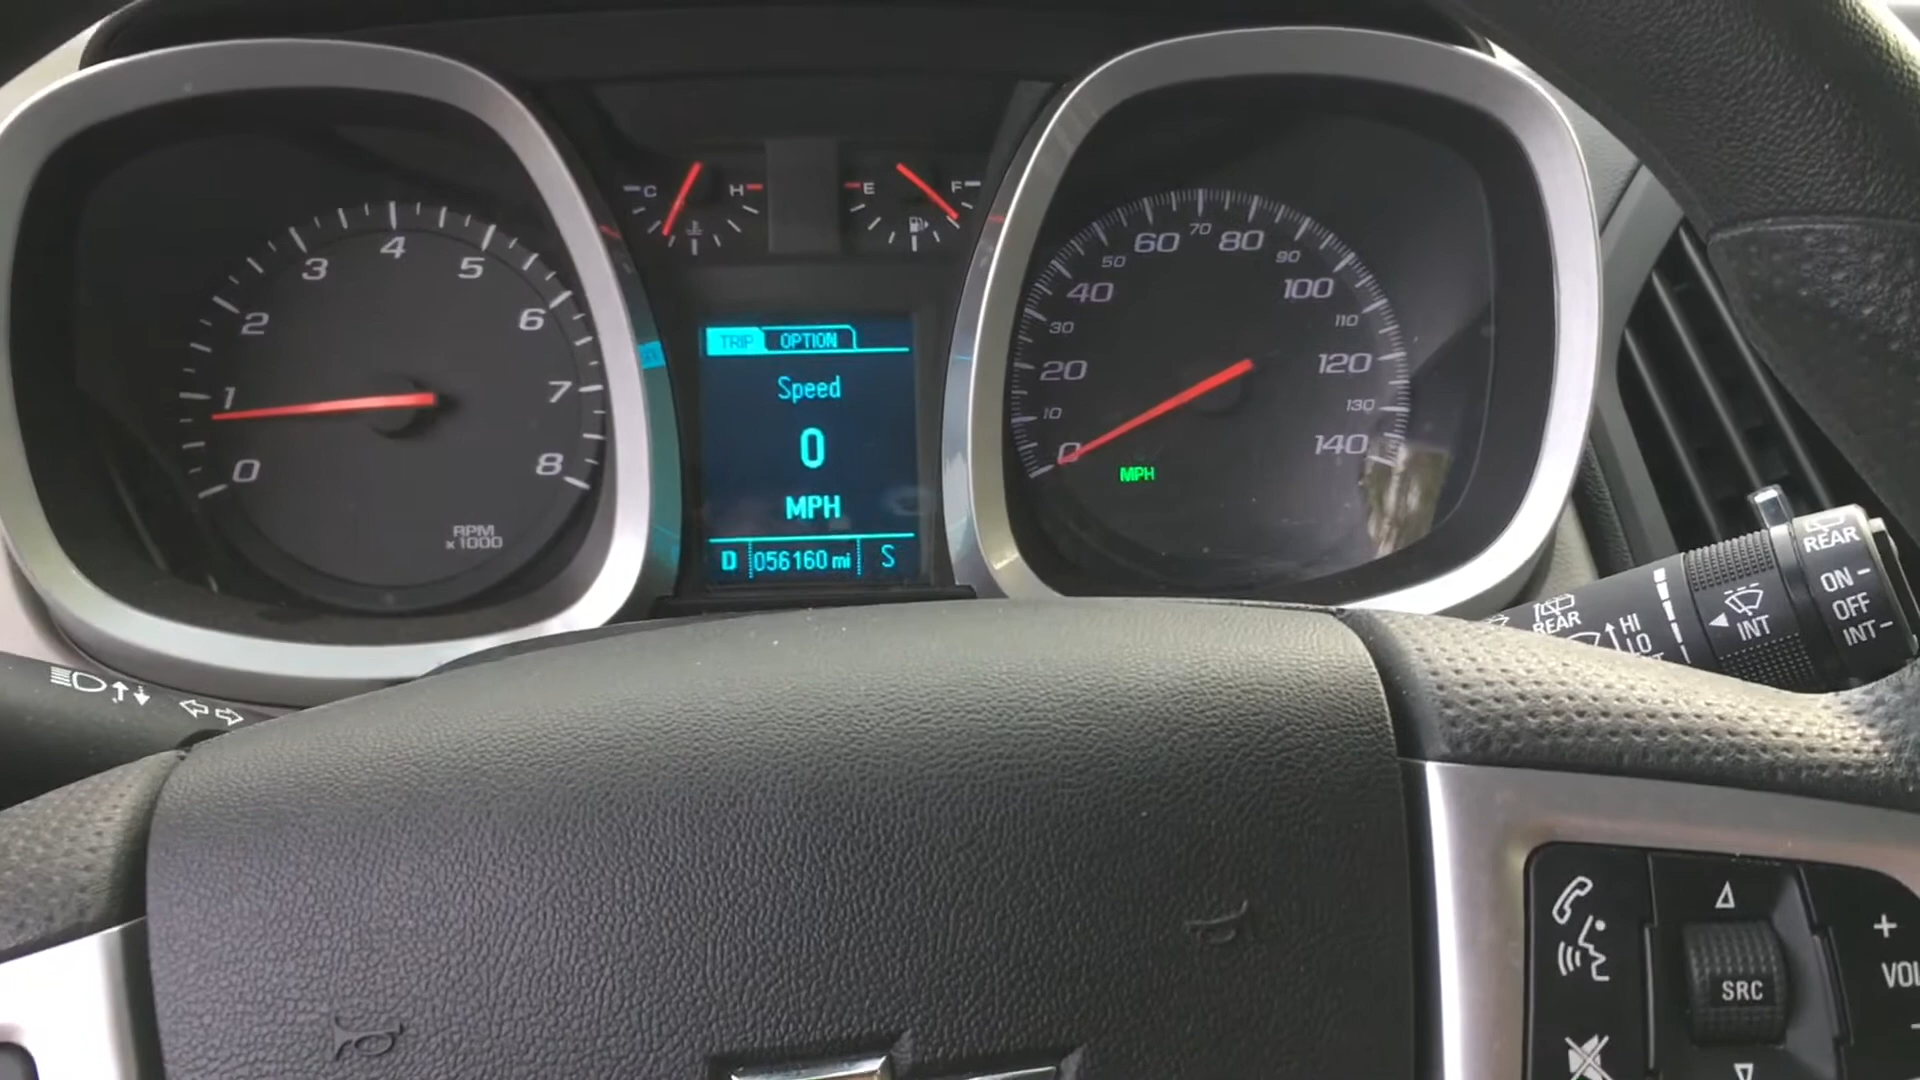 0
1
2
3
4
5
6
7
8
RPM
x1000
C H
E F
TRIP OPTION
Speed
0
MPH
D 056160 mi S
0
10
20
30
40
50
60
70
80
90
100
110
120
130
140
MPH
REAR
HI
LO
INT
REAR
ON
OFF
INT
SRC
+
VOL
-